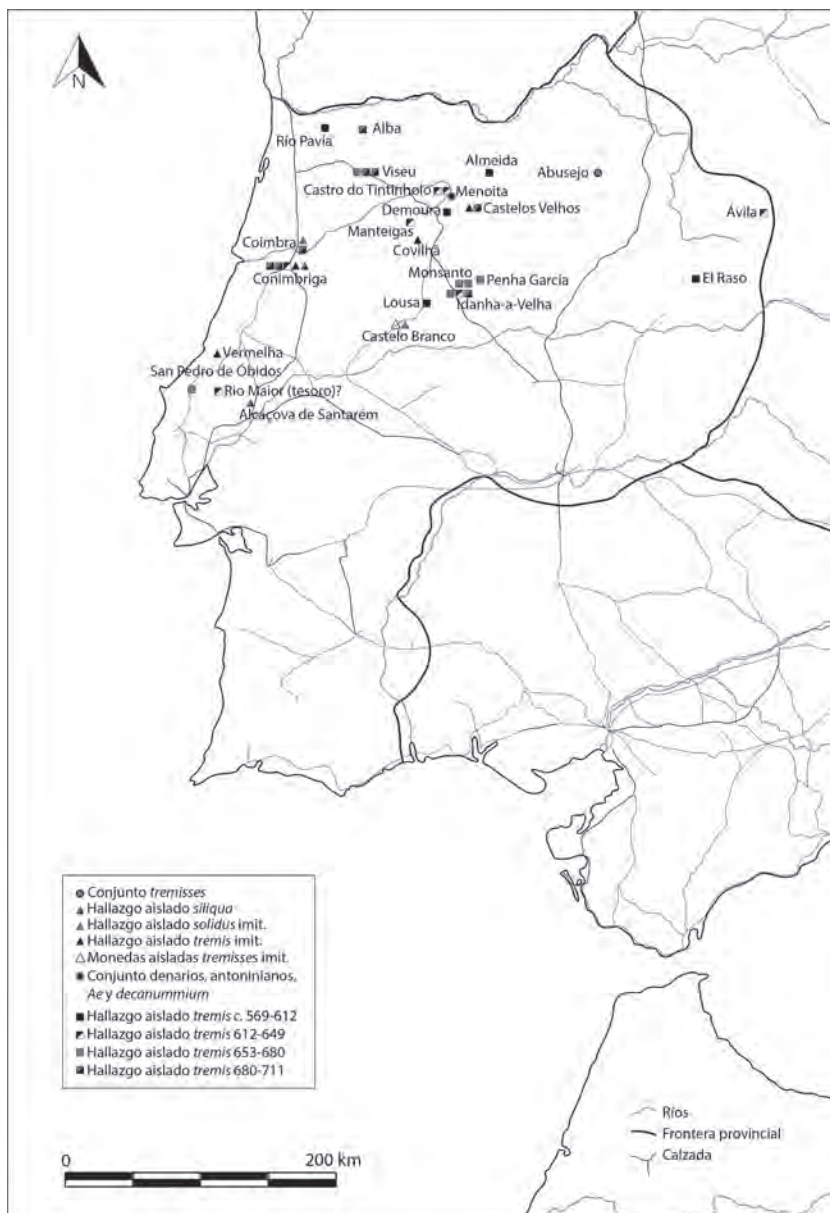 N
Río Pavia
Alba
Viseu
Almeida
Abusejo
Castro do Tintinholo
Menoita
Demoura
Castelos Velhos
Ávila
Manteigas
Coimbra
Covilhã
Conimbriga
Monsanto
Penha García
El Raso
Lousa
Idanha-a-Velha
Castelo Branco
Vermelha
San Pedro de Óbidos
Rio Maior (tesoro)?
Alcaçova de Santarém
Conjunto tremisses
Hallazgo aislado siliqua
Hallazgo aislado solidus imit.
Hallazgo aislado tremis imit.
Monedas aisladas tremisses imit.
Conjunto denarios, antoninianos,
Ae y decanummium
Hallazgo aislado tremis c. 569-612
Hallazgo aislado tremis 612-649
Hallazgo aislado tremis 653-680
Hallazgo aislado tremis 680-711
Ríos
Frontera provincial
Calzada
0 200 km